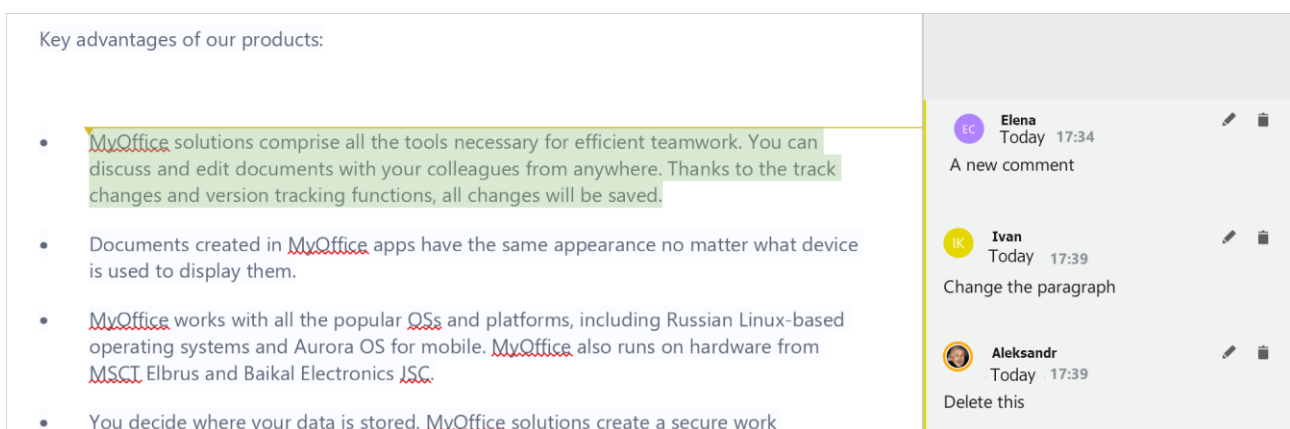 Key advantages of our products:
• MyOffice solutions comprise all the tools necessary for efficient teamwork. You can
discuss and edit documents with your colleagues from anywhere. Thanks to the track
changes and version tracking functions, all changes will be saved.
• Documents created in MyOffice apps have the same appearance no matter what device
is used to display them.
• MyOffice works with all the popular OSs and platforms, including Russian Linux-based
operating systems and Aurora OS for mobile. MyOffice also runs on hardware from
MSCT Elbrus and Baikal Electronics JSC.
• You decide where your data is stored. MyOffice solutions create a secure work
EC
Elena
Today 17:34
A new comment
IK
Ivan
Today 17:39
Change the paragraph
Aleksandr
Today 17:39
Delete this